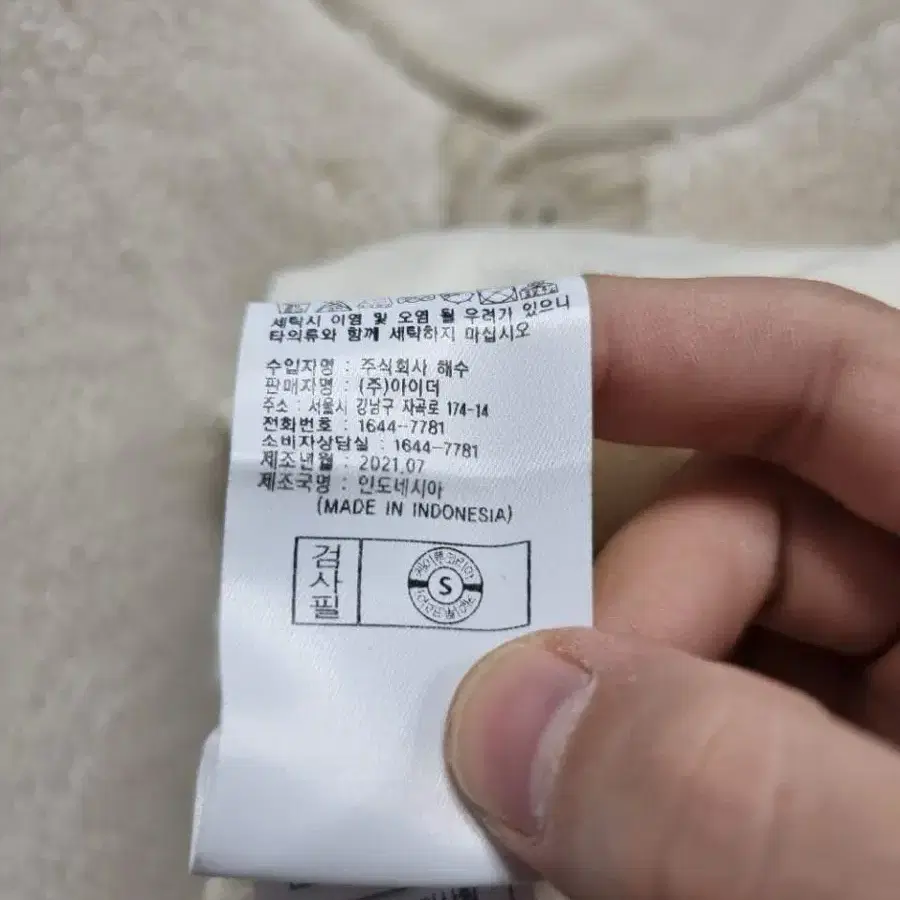 세탁시 이염 및 오염 될 우려가 있으니
타의류와 함께 세탁하지 마십시오
수입자명 : 주식회사 해수
판매자명 : (주)아이더
주소 : 서울시 강남구 자곡로 174-14
전화번호 : 1644-7781
소비자상담실 : 1644-7781
제조년월 : 2021.07
제조국명 : 인도네시아
(MADE IN INDONESIA)
검사필
S